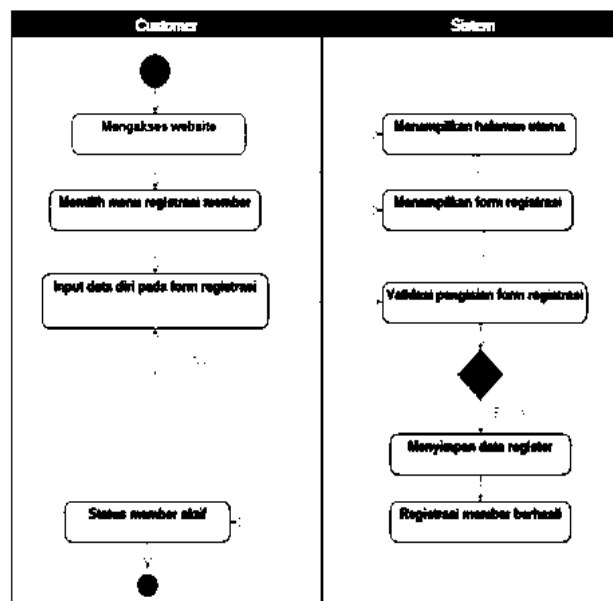 Customer
Sistem
Mengakses website
Menampilkan halaman utama
Memilih menu registrasi member
Menampilkan form registrasi
Input data diri pada form registrasi
Validasi pengisian form registrasi
Menyimpan data register
Status member aktif
Registrasi member berhasil